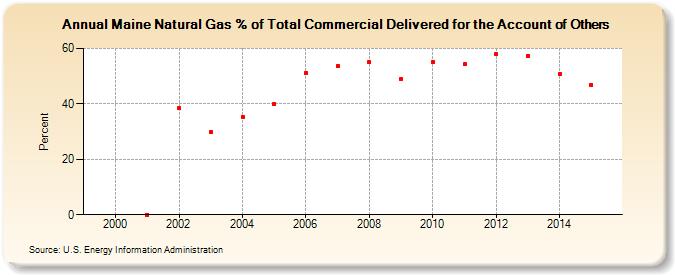 Annual Maine Natural Gas % of Total Commercial Delivered for the Account of Others
60
40
20
0
Percent
2000 2002 2004 2006 2008 2010 2012 2014
Source: U.S. Energy Information Administration